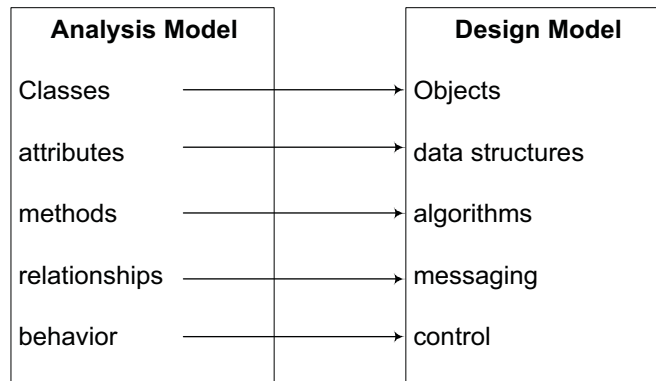 Analysis Model
Design Model
Classes
Objects
attributes
data structures
methods
algorithms
relationships
messaging
behavior
control